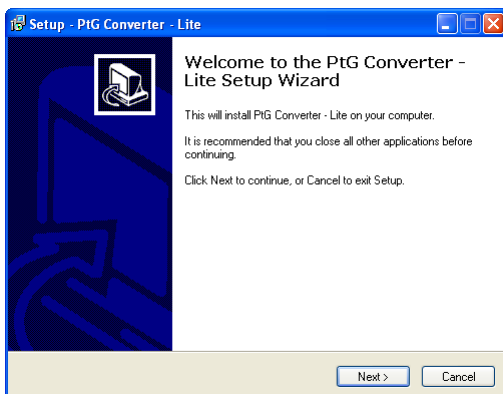 Setup - PtG Converter - Lite
Welcome to the PtG Converter -
Lite Setup Wizard
This will install PtG Converter - Lite on your computer.
It is recommended that you close all other applications before
continuing.
Click Next to continue, or Cancel to exit Setup.
Next > Cancel